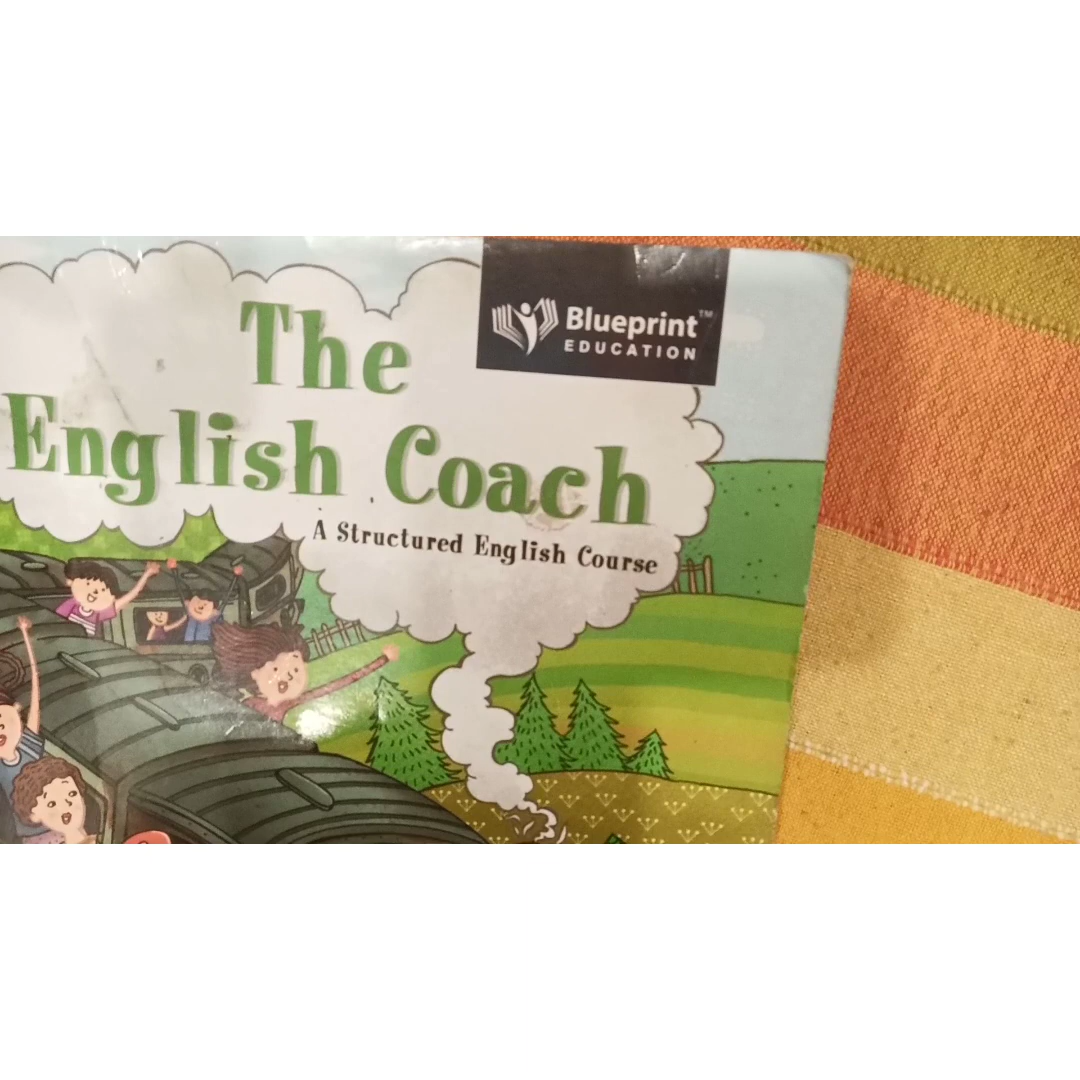 Blueprint™
EDUCATION
The
English Coach
A Structured English Course